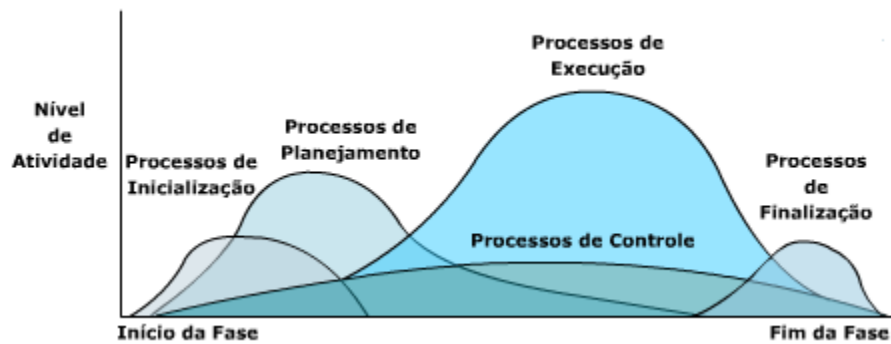 Processos de
Execução
Nível
de
Atividade
Processos de
Planejamento
Processos de
Inicialização
Processos
de
Finalização
Processos de Controle
Início da Fase
Fim da Fase